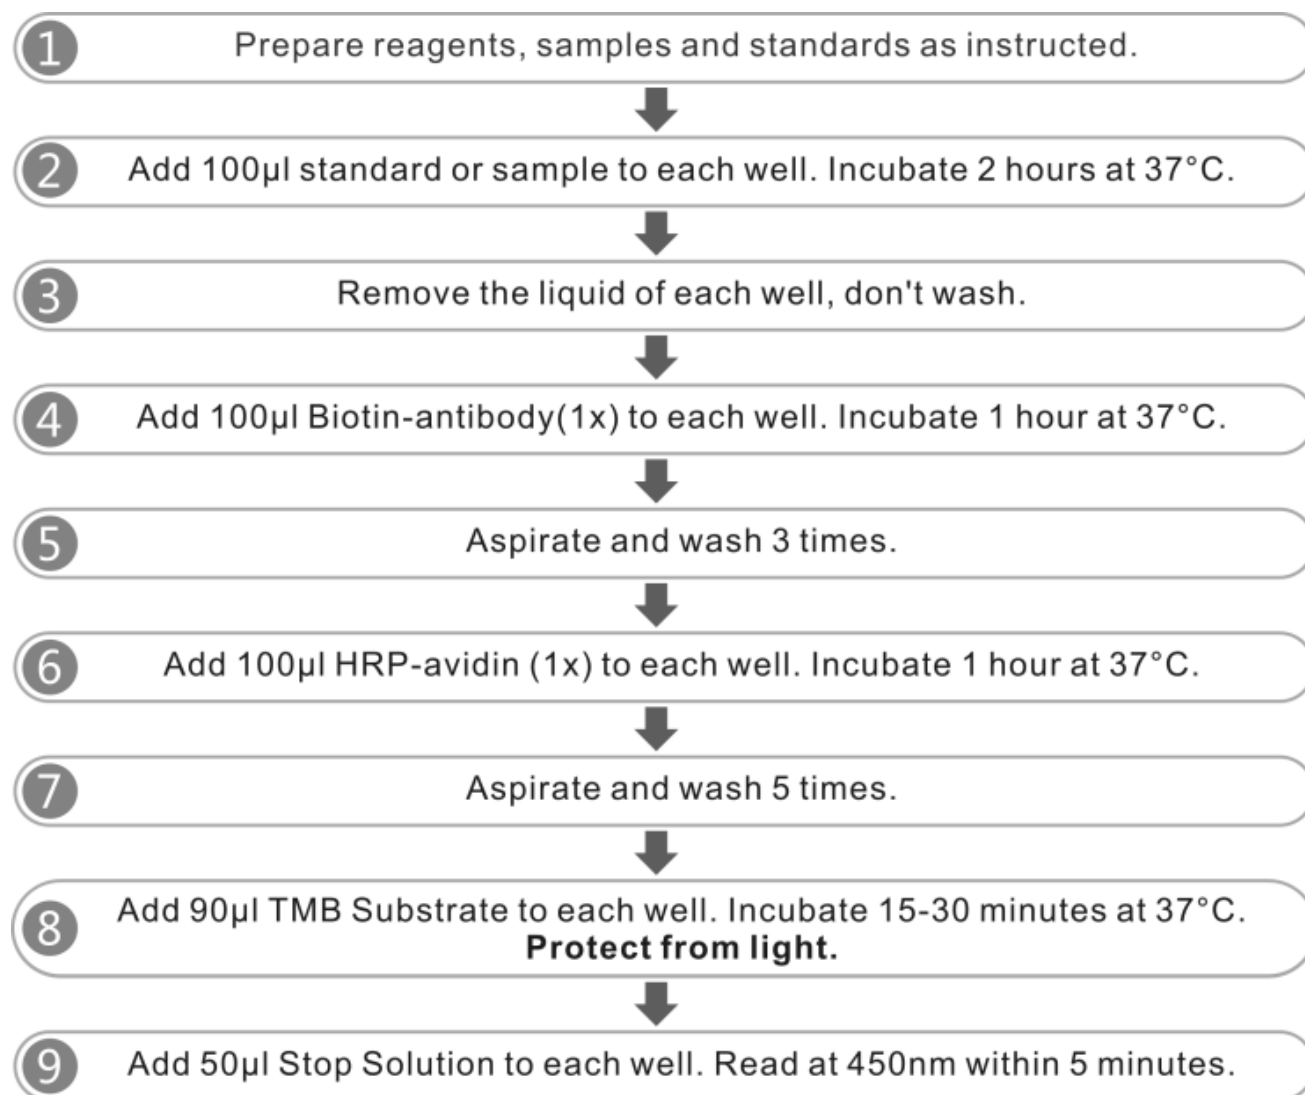 1 Prepare reagents, samples and standards as instructed.
2 Add 100µl standard or sample to each well. Incubate 2 hours at 37°C.
3 Remove the liquid of each well, don't wash.
4 Add 100µl Biotin-antibody(1x) to each well. Incubate 1 hour at 37°C.
5 Aspirate and wash 3 times.
6 Add 100µl HRP-avidin (1x) to each well. Incubate 1 hour at 37°C.
7 Aspirate and wash 5 times.
8 Add 90µl TMB Substrate to each well. Incubate 15-30 minutes at 37°C.
Protect from light.
9 Add 50µl Stop Solution to each well. Read at 450nm within 5 minutes.